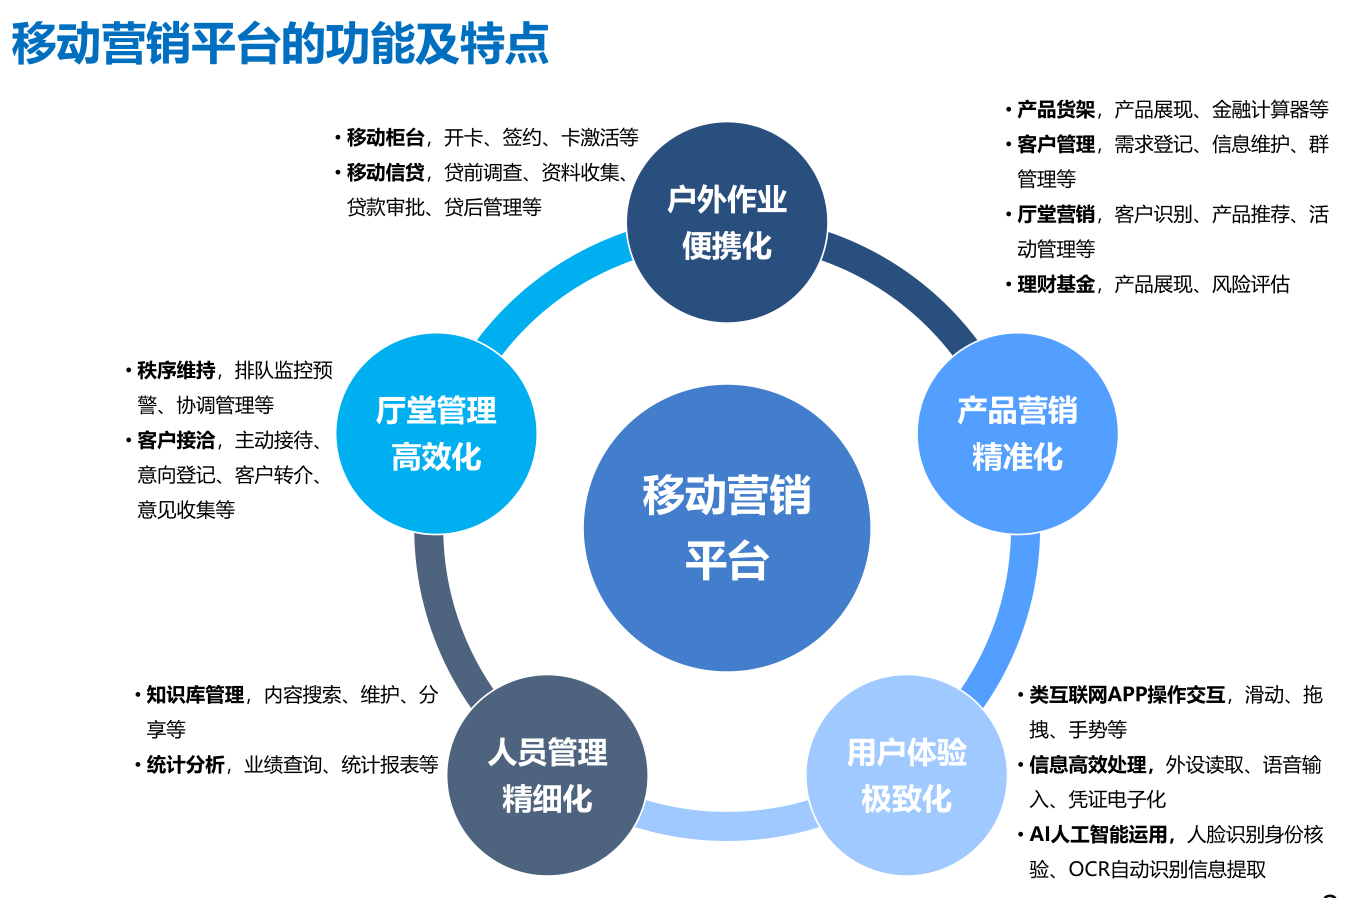 移动营销平台的功能及特点
• 移动柜台，开卡、签约、卡激活等
• 移动信贷，贷前调查、资料收集、
贷款审批、贷后管理等
户外作业
便携化
• 产品货架，产品展现、金融计算器等
• 客户管理，需求登记、信息维护、群
管理等
• 厅堂营销，客户识别、产品推荐、活
动管理等
• 理财基金，产品展现、风险评估
• 秩序维持，排队监控预
警、协调管理等
• 客户接洽，主动接待、
意向登记、客户转介、
意见收集等
厅堂管理
高效化
产品营销
精准化
移动营销
平台
• 知识库管理，内容搜索、维护、分
享等
• 统计分析，业绩查询、统计报表等
人员管理
精细化
用户体验
极致化
• 类互联网APP操作交互，滑动、拖
拽、手势等
• 信息高效处理，外设读取、语音输
入、凭证电子化
• AI人工智能运用，人脸识别身份核
验、OCR自动识别信息提取